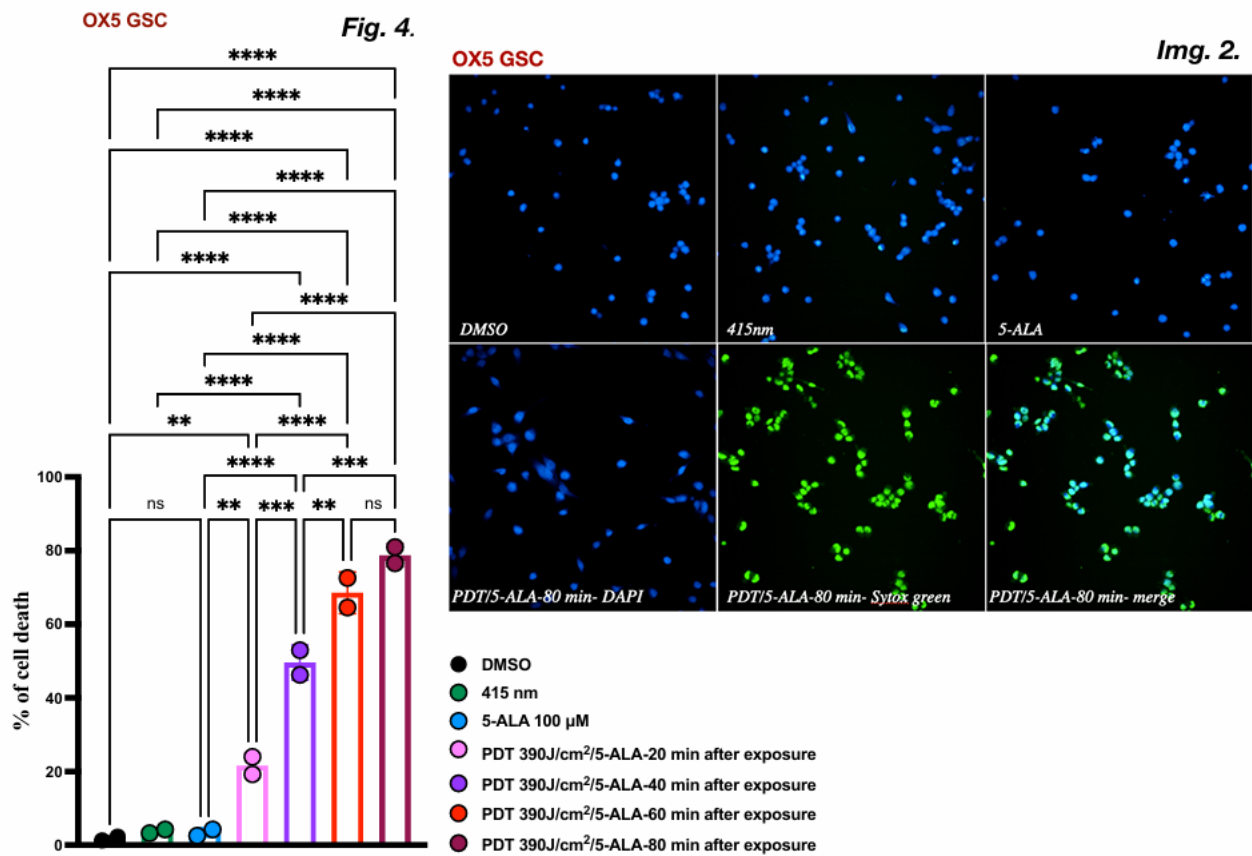 OX5 GSC
Fig. 4.
****
****
****
****
****
****
****
****
****
** ****
**** ***
ns ** *** ** ns
% of cell death
100
80
60
40
20
0
OX5 GSC
Img. 2.
DMSO
415nm
5-ALA
PDT/5-ALA-80 min- DAPI
PDT/5-ALA-80 min- Sytox green
PDT/5-ALA-80 min- merge
DMSO
415 nm
5-ALA 100 µM
PDT 390J/cm²/5-ALA-20 min after exposure
PDT 390J/cm²/5-ALA-40 min after exposure
PDT 390J/cm²/5-ALA-60 min after exposure
PDT 390J/cm²/5-ALA-80 min after exposure